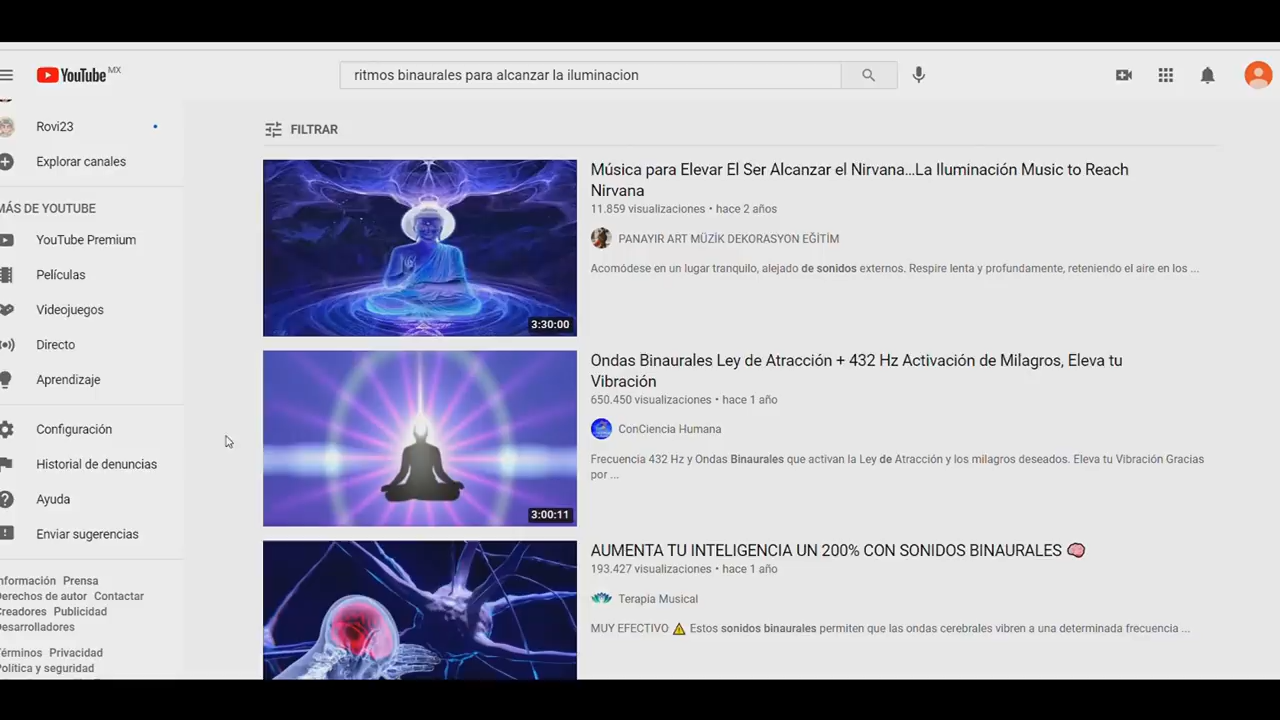 YouTube MX
ritmos binaurales para alcanzar la iluminacion
Rovi23
Explorar canales
MÁS DE YOUTUBE
YouTube Premium
Películas
Videojuegos
Directo
Aprendizaje
Configuración
Historial de denuncias
Ayuda
Enviar sugerencias
nformación Prensa
Derechos de autor Contactar
Creadores Publicidad
Desarrolladores
Términos Privacidad
Política y seguridad
FILTRAR
3:30:00
Música para Elevar El Ser Alcanzar el Nirvana...La Iluminación Music to Reach
Nirvana
11.859 visualizaciones • hace 2 años
PANAYIR ART MÜZİK DEKORASYON EĞİTİM
Acomódese en un lugar tranquilo, alejado de sonidos externos. Respire lenta y profundamente, reteniendo el aire en los ...
3:00:11
Ondas Binaurales Ley de Atracción + 432 Hz Activación de Milagros, Eleva tu
Vibración
650.450 visualizaciones • hace 1 año
ConCiencia Humana
Frecuencia 432 Hz y Ondas Binaurales que activan la Ley de Atracción y los milagros deseados. Eleva tu Vibración Gracias
por ...
AUMENTA TU INTELIGENCIA UN 200% CON SONIDOS BINAURALES 🧠
193.427 visualizaciones • hace 1 año
Terapia Musical
MUY EFECTIVO ⚠️ Estos sonidos binaurales permiten que las ondas cerebrales vibren a una determinada frecuencia ...